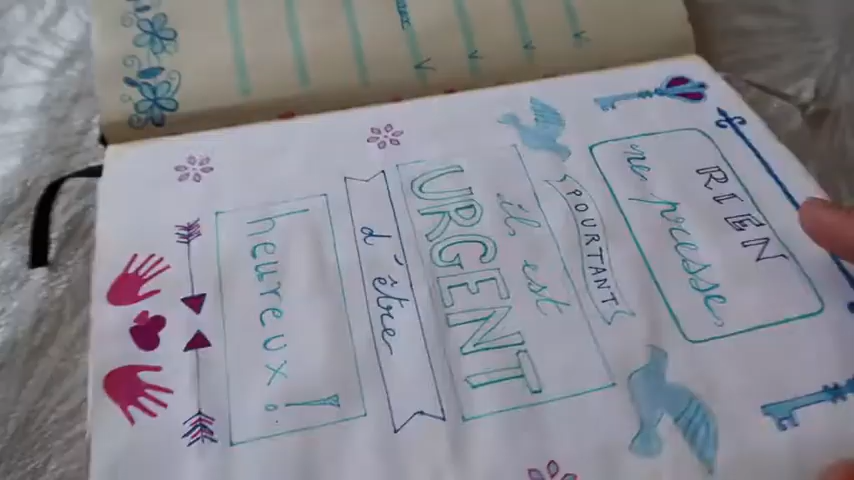 RIEN
ne presse,
POURTANT
il est
URGENT
d'être
heureux !